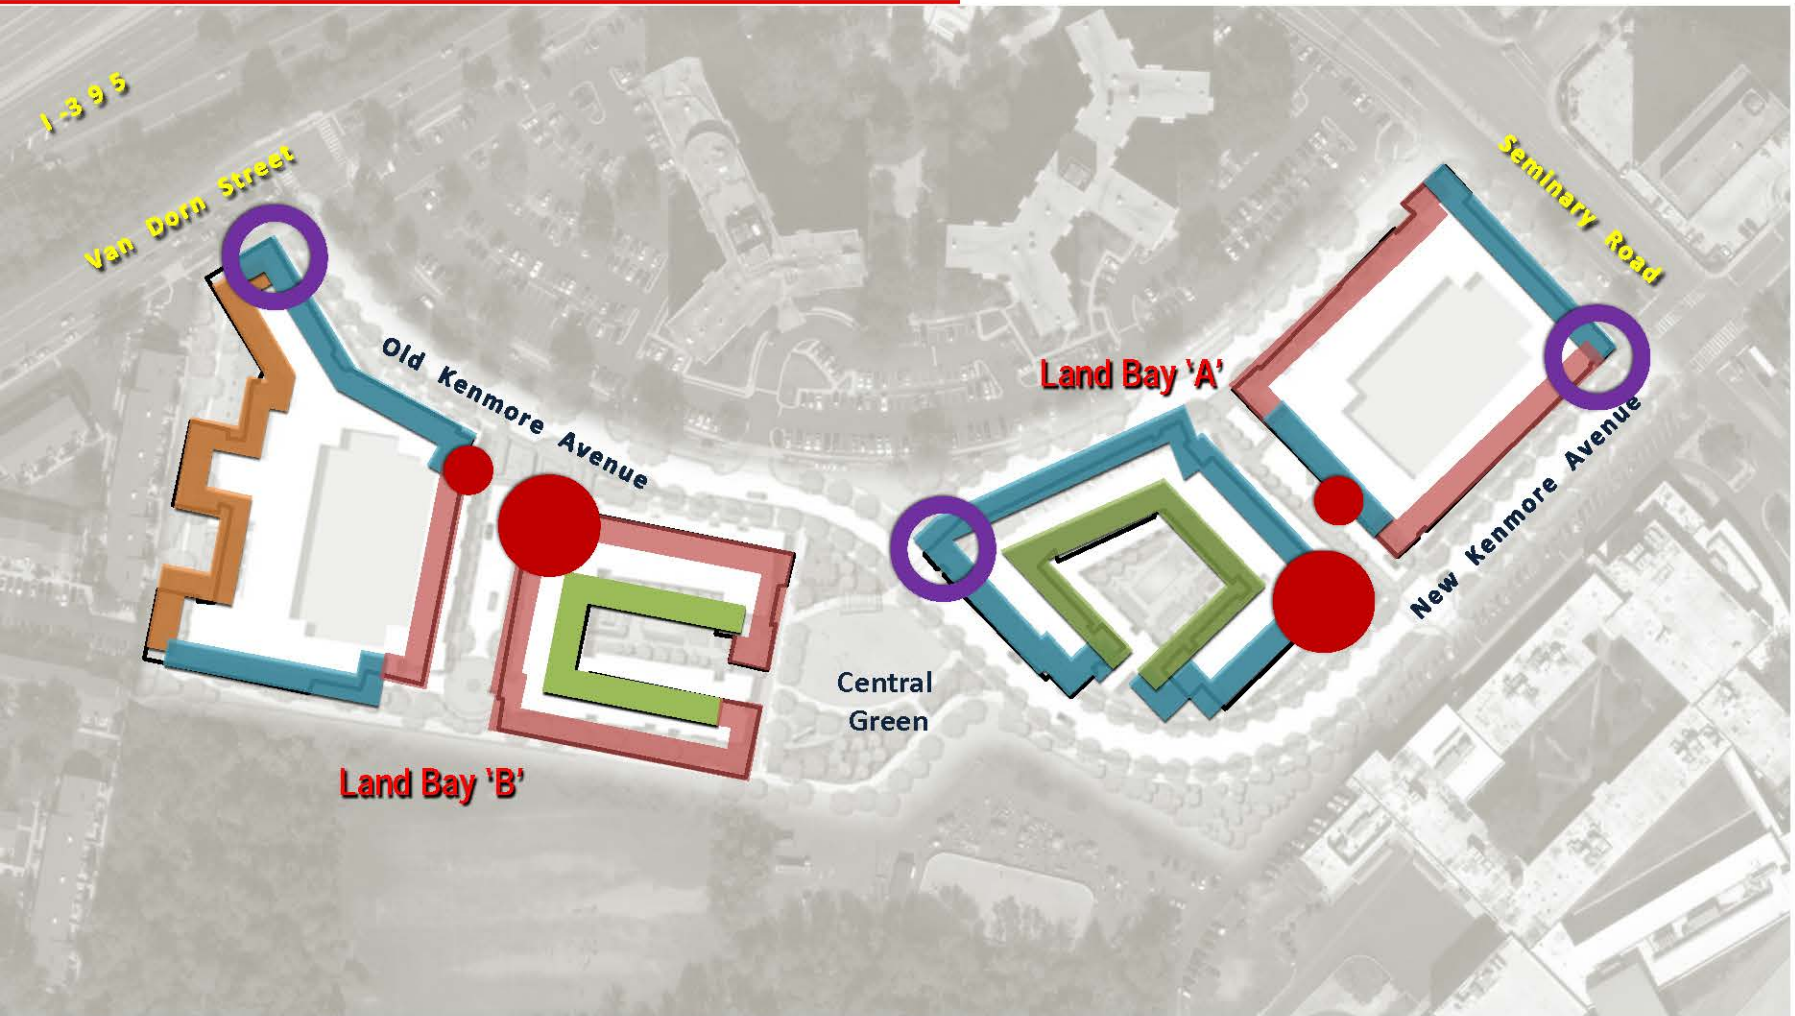 I-395
Van Dorn Street
Seminary Road
Old Kenmore Avenue
Land Bay 'A'
New Kenmore Avenue
Central
Green
Land Bay 'B'